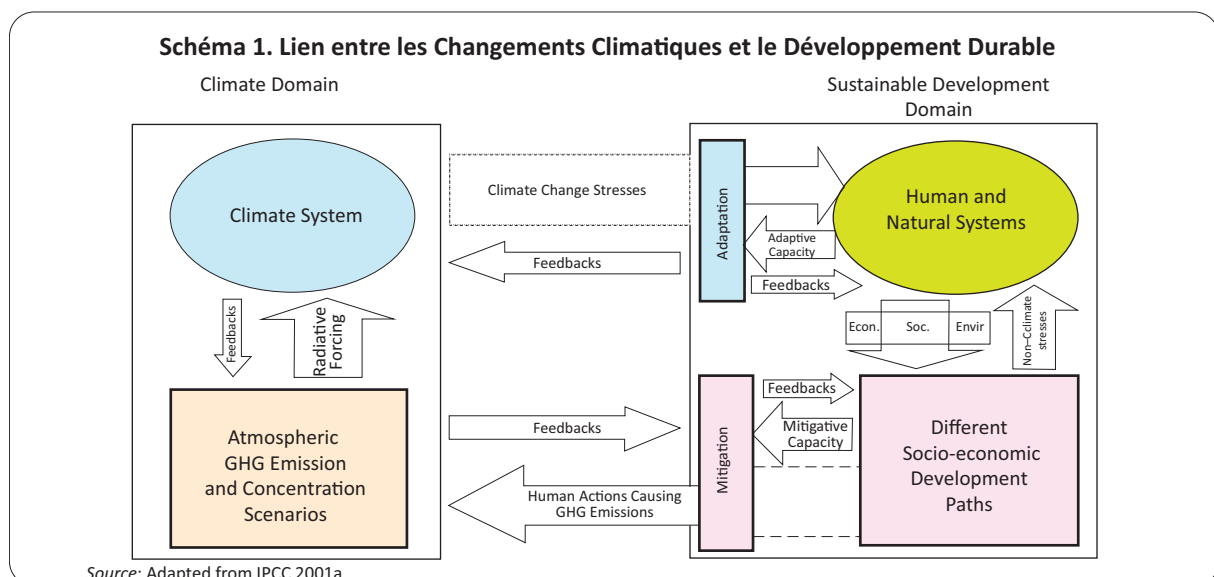 Schéma 1. Lien entre les Changements Climatiques et le Développement Durable
Climate Domain
Sustainable Development
Domain
Climate System
Climate Change Stresses
Adaptation
Human and
Natural Systems
Adaptive
Capacity
Feedbacks
Feedbacks
Feedbacks
Radiative
Forcing
Econ.
Soc.
Envir
Non–Cclimate
stresses
Atmospheric
GHG Emission
and Concentration
Scenarios
Feedbacks
Human Actions Causing
GHG Emissions
Mitigation
Feedbacks
Mitigative
Capacity
Different
Socio-economic
Development
Paths
Source: Adapted from IPCC 2001a